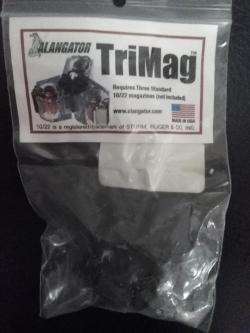 ALANGATOR
TriMag™
Requires Three Standard
10/22 magazines (not included)
www.alangator.com
MADE IN USA
10/22 is a registered trademark of STURM, RUGER & CO. INC.